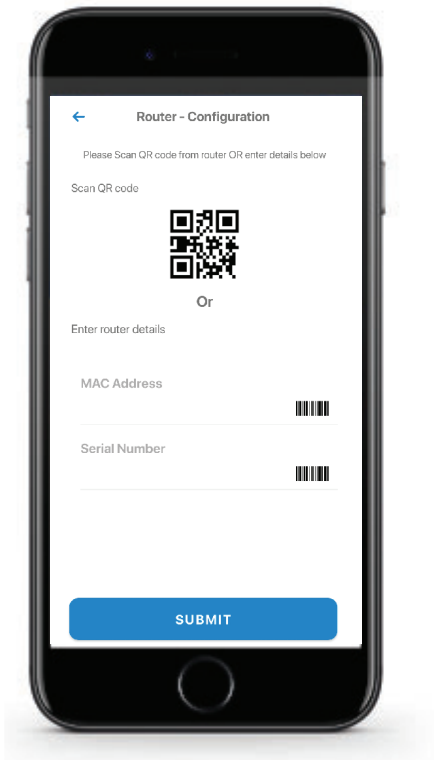 Router - Configuration
Please Scan QR code from router OR enter details below
Scan QR code
Or
Enter router details
MAC Address
Serial Number
SUBMIT